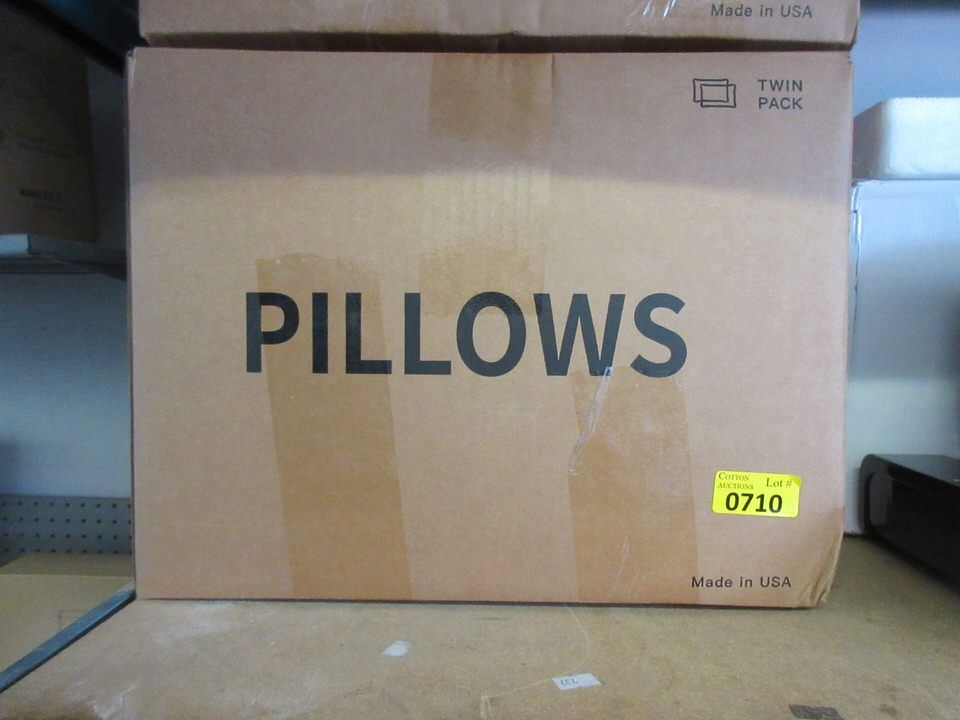 Made in USA
TWIN
PACK
PILLOWS
COTTON
AUCTIONS
Lot #
0710
Made in USA